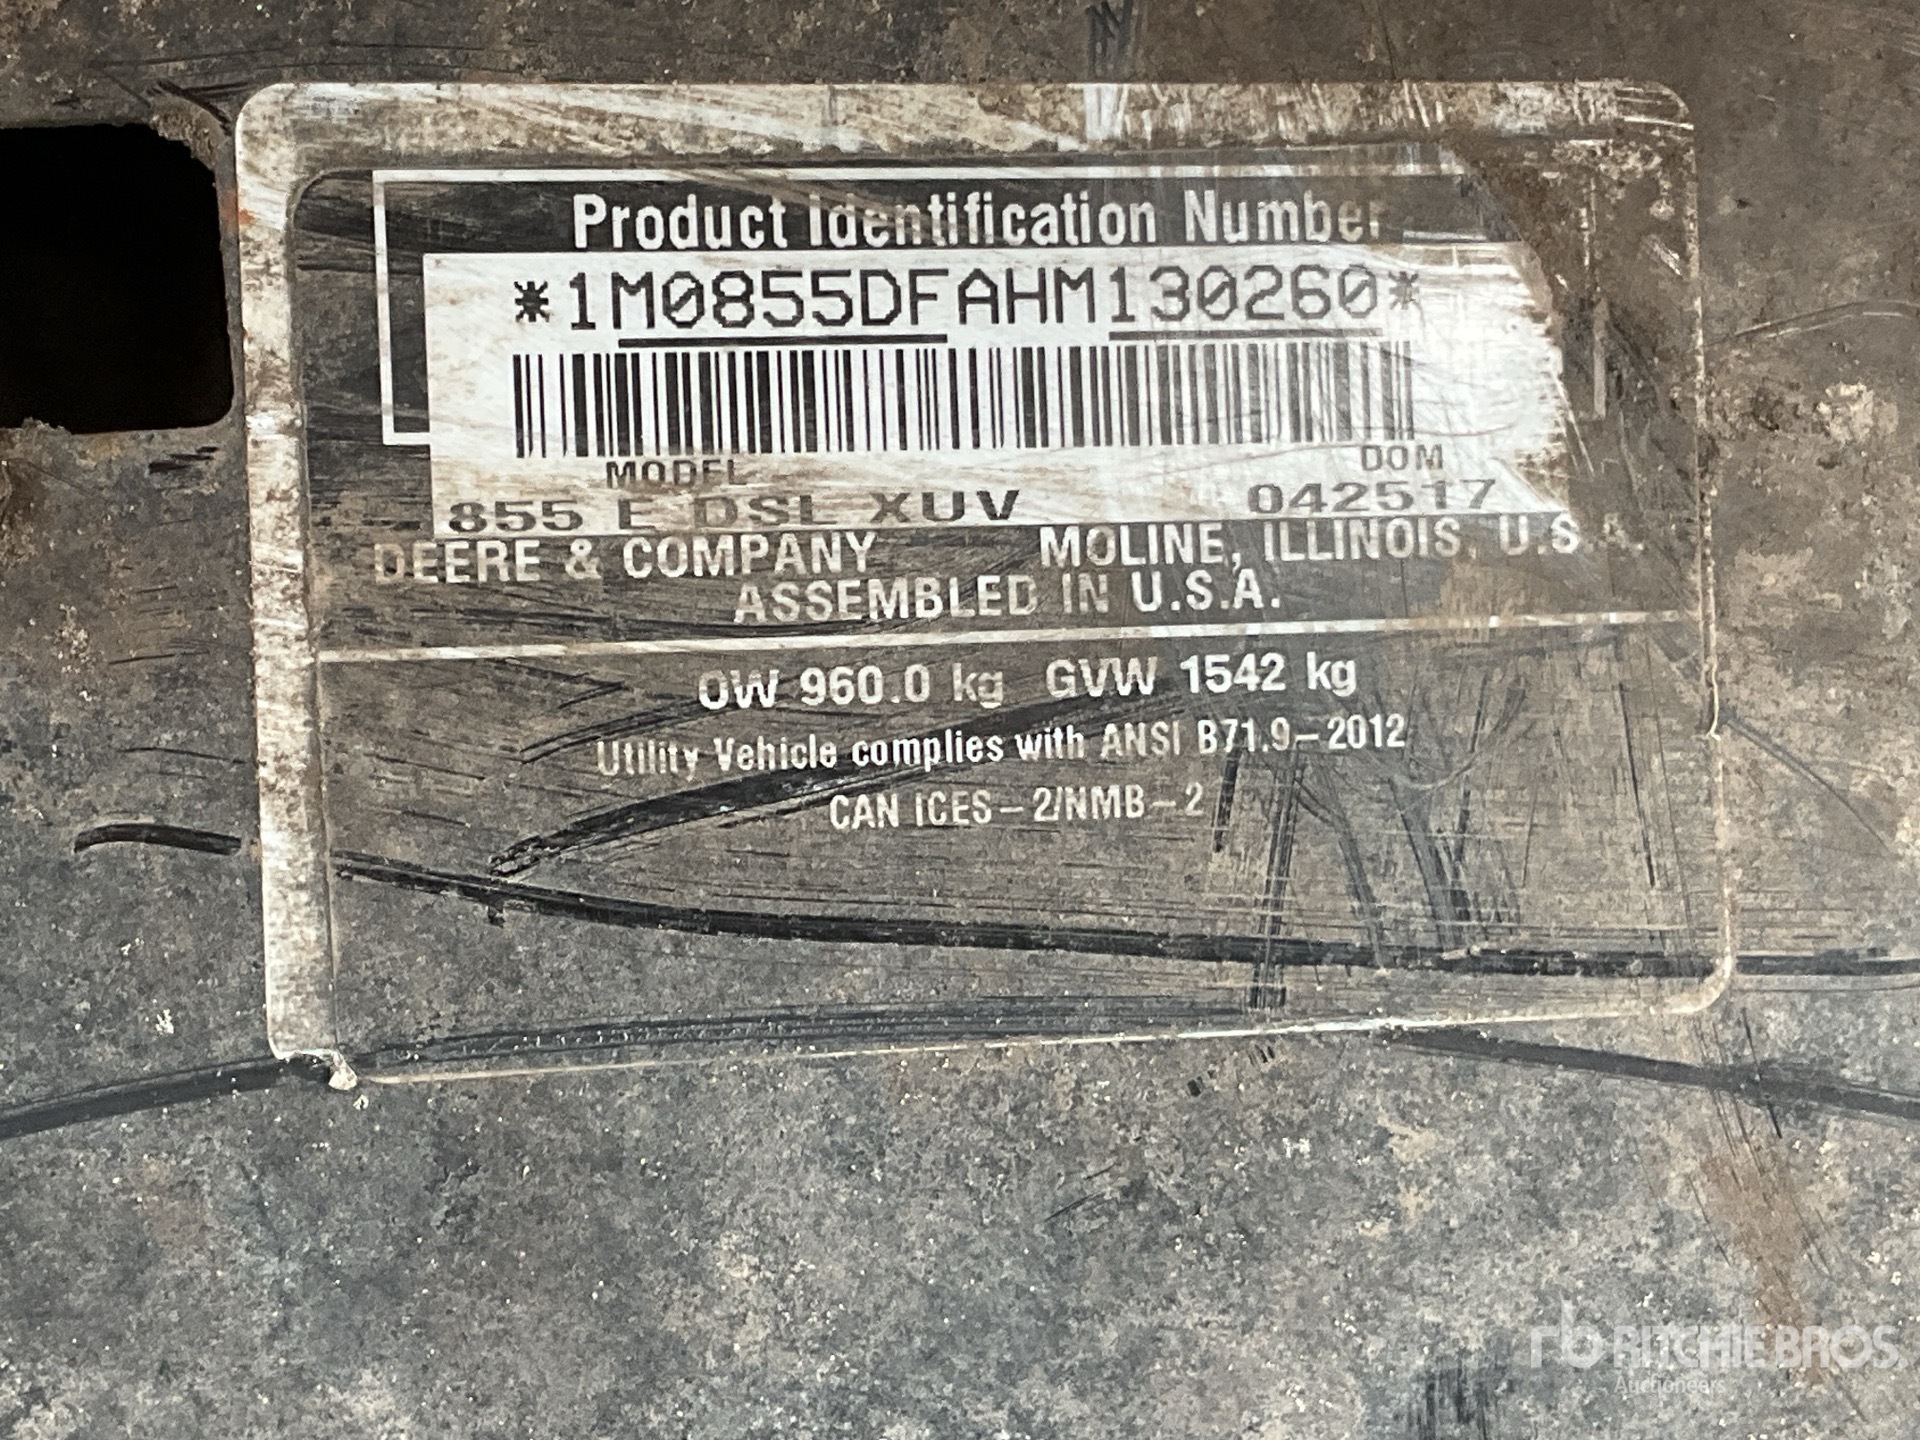 Product Identification Number
*1M0855DFAHM130260*
MODEL DOM
855 E DSL XUV 042517
DEERE & COMPANY MOLINE, ILLINOIS, U.S.A.
ASSEMBLED IN U.S.A.
OW 960.0 kg GVW 1542 kg
Utility Vehicle complies with ANSI B71.9-2012
CAN ICES-2/NMB-2
rb RITCHIE BROS.
Auctioneers